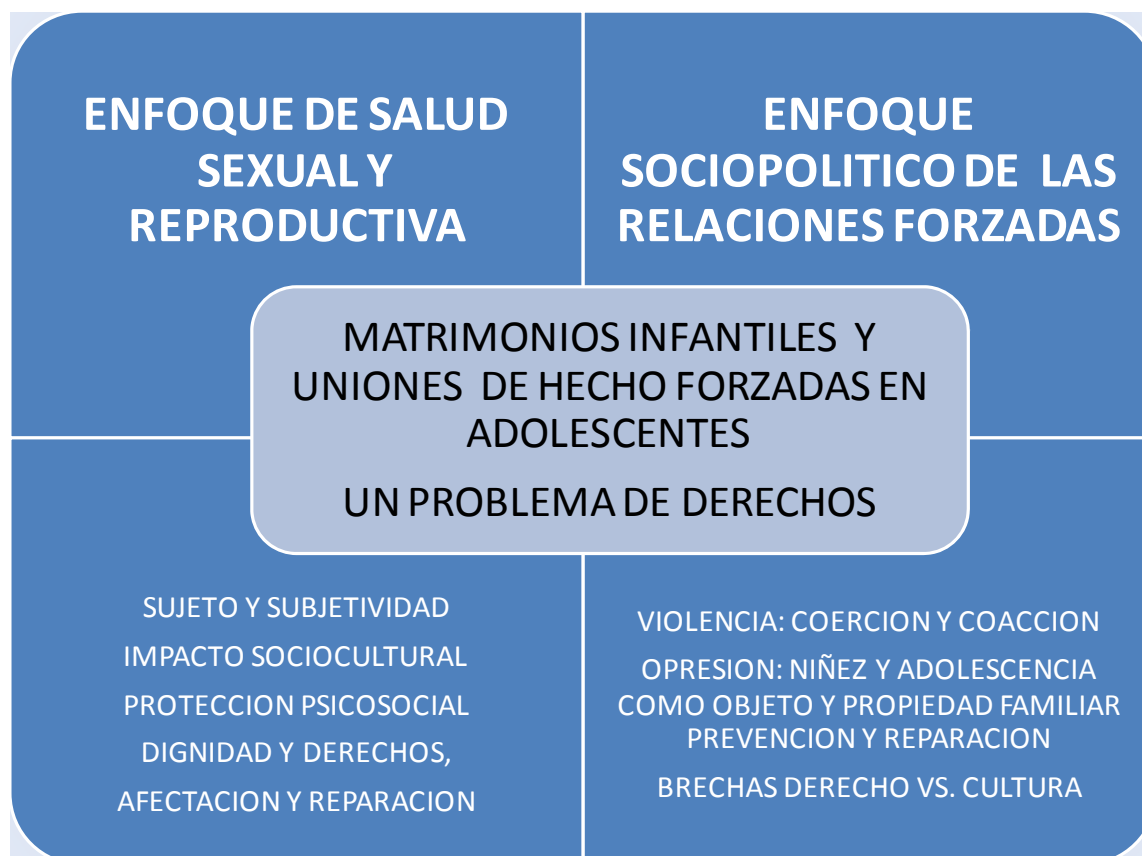 ENFOQUE DE SALUD
SEXUAL Y
REPRODUCTIVA
ENFOQUE
SOCIOPOLITICO DE LAS
RELACIONES FORZADAS
MATRIMONIOS INFANTILES Y
UNIONES DE HECHO FORZADAS EN
ADOLESCENTES
UN PROBLEMA DE DERECHOS
SUJETO Y SUBJETIVIDAD
IMPACTO SOCIOCULTURAL
PROTECCION PSICOSOCIAL
DIGNIDAD Y DERECHOS,
AFECTACION Y REPARACION
VIOLENCIA: COERCION Y COACCION
OPRESION: NIÑEZ Y ADOLESCENCIA
COMO OBJETO Y PROPIEDAD FAMILIAR
PREVENCION Y REPARACION
BRECHAS DERECHO VS. CULTURA